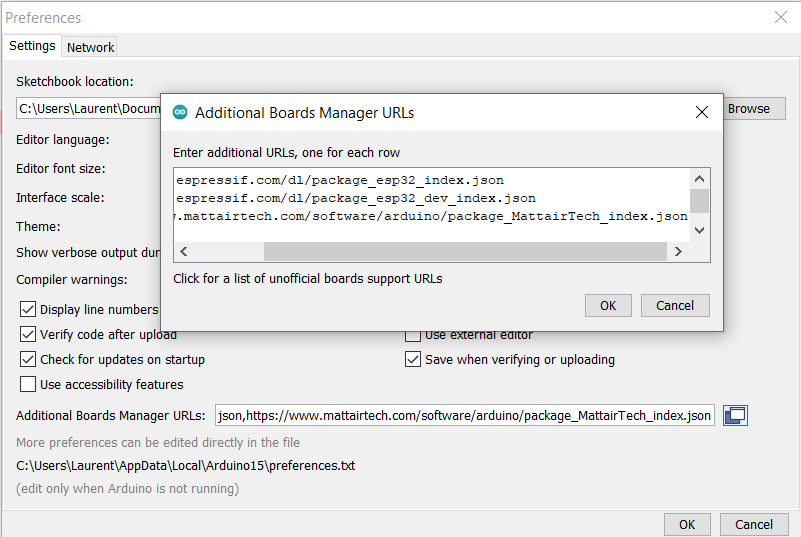 Preferences
Settings Network
Sketchbook location:
C:\Users\Laurent\Docum
Browse
Additional Boards Manager URLs
Enter additional URLs, one for each row
espressif.com/dl/package_esp32_index.json
espressif.com/dl/package_esp32_dev_index.json
.mattairtech.com/software/arduino/package_MattairTech_index.json
Click for a list of unofficial boards support URLs
OK Cancel
Editor language:
Editor font size:
Interface scale:
Theme:
Show verbose output dur
Compiler warnings:
Display line numbers
Verify code after upload Use external editor
Check for updates on startup Save when verifying or uploading
Use accessibility features
Additional Boards Manager URLs: json,https://www.mattairtech.com/software/arduino/package_MattairTech_index.json
More preferences can be edited directly in the file
C:\Users\Laurent\AppData\Local\Arduino15\preferences.txt
(edit only when Arduino is not running)
OK Cancel